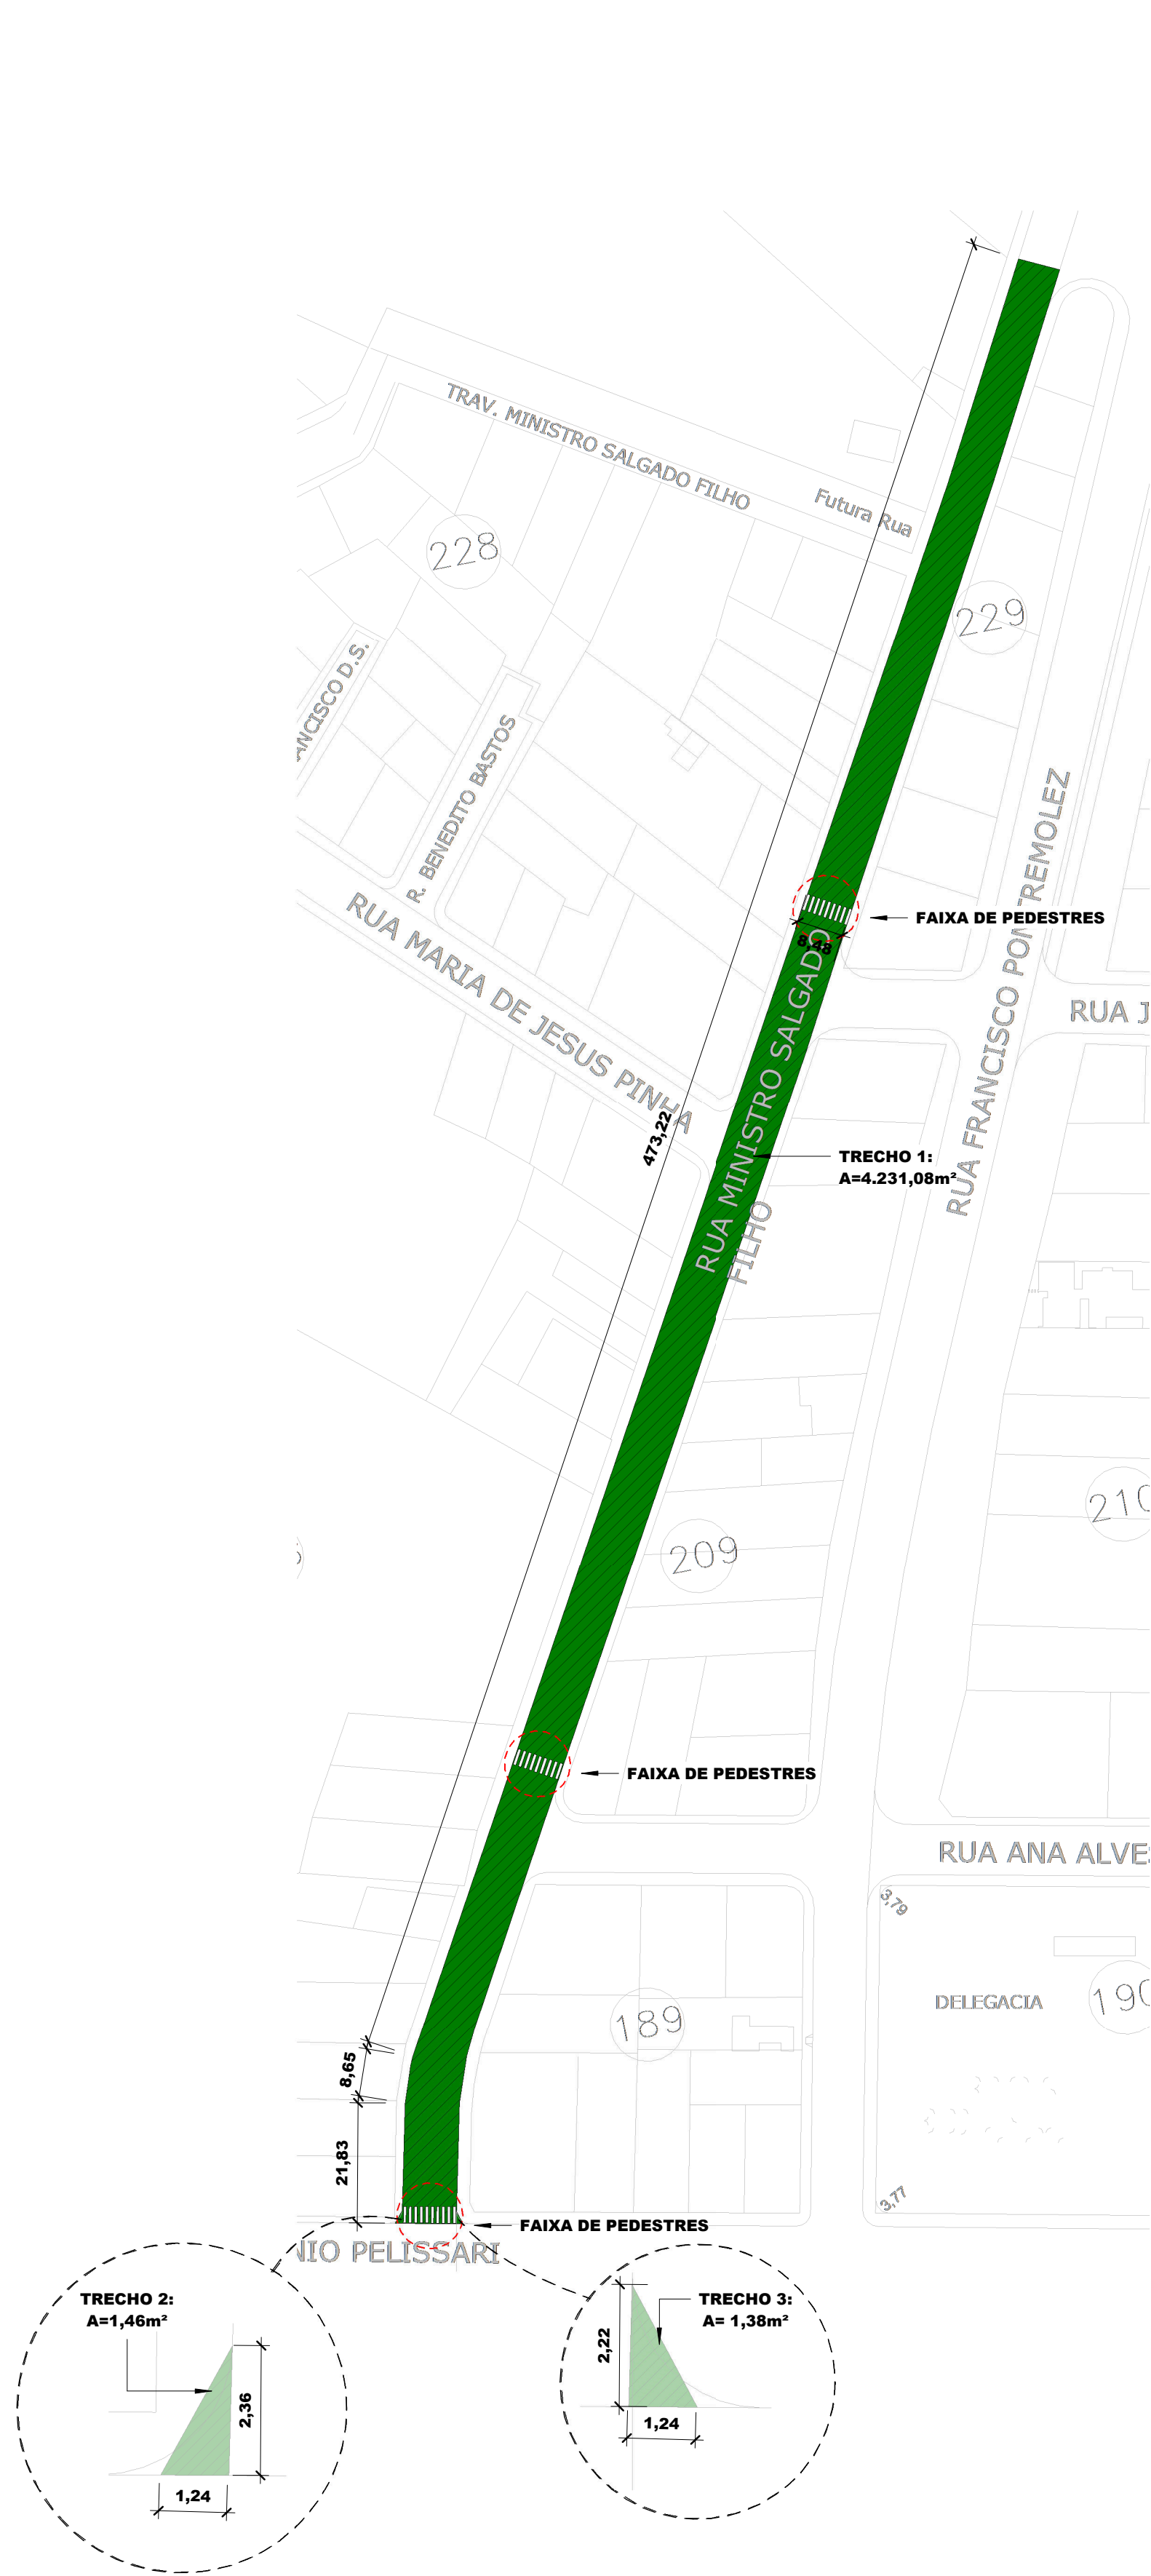 TRAV. MINISTRO SALGADO FILHO
Futura Rua
228
229
ANCISCO D.S.
R. BENEDITO BASTOS
RUA MARIA DE JESUS PINHA
RUA FRANCISCO PONTREMOLEZ
FAIXA DE PEDESTRES
8,48
RUA J
RUA MINISTRO SALGADO
FILHO
473,22
TRECHO 1:
A=4.231,08m²
210
209
FAIXA DE PEDESTRES
RUA ANA ALVE
3,79
DELEGACIA
190
189
8,65
21,83
3,77
FAIXA DE PEDESTRES
NIO PELISSARI
TRECHO 2:
A=1,46m²
2,36
1,24
TRECHO 3:
A= 1,38m²
2,22
1,24